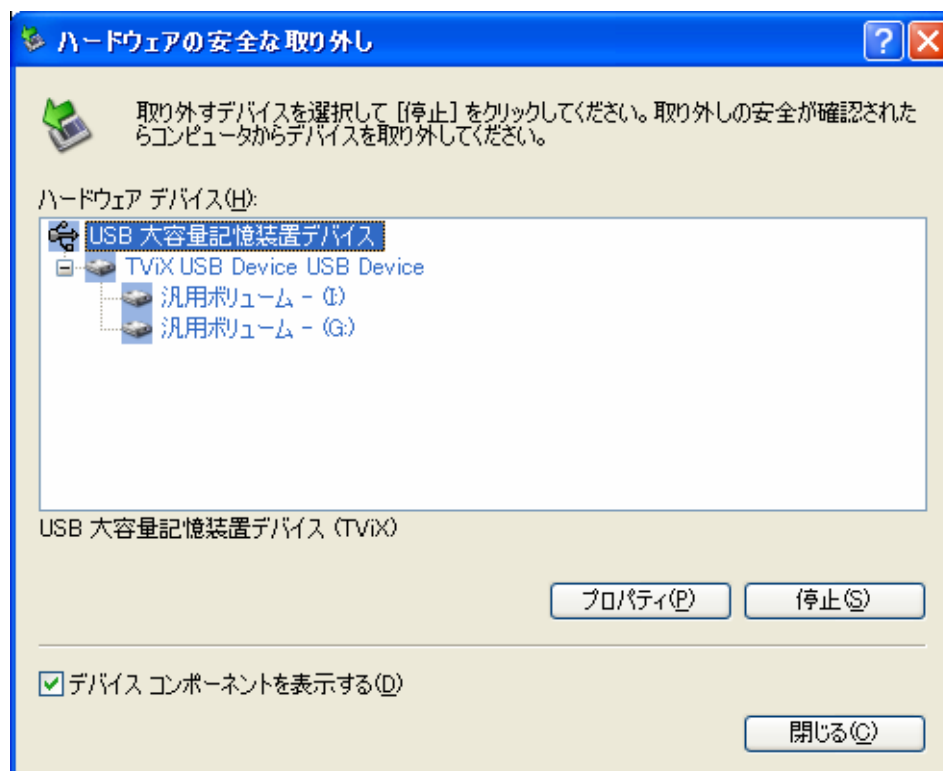 ハードウェアの安全な取り外し
取り外すデバイスを選択して [停止] をクリックしてください。取り外しの安全が確認された
らコンピュータからデバイスを取り外してください。
ハードウェア デバイス(H):
USB 大容量記憶装置デバイス
TViX USB Device USB Device
汎用ボリューム - (I:)
汎用ボリューム - (G:)
USB 大容量記憶装置デバイス (TViX)
プロパティ(P)
停止(S)
デバイス コンポーネントを表示する(D)
閉じる(C)